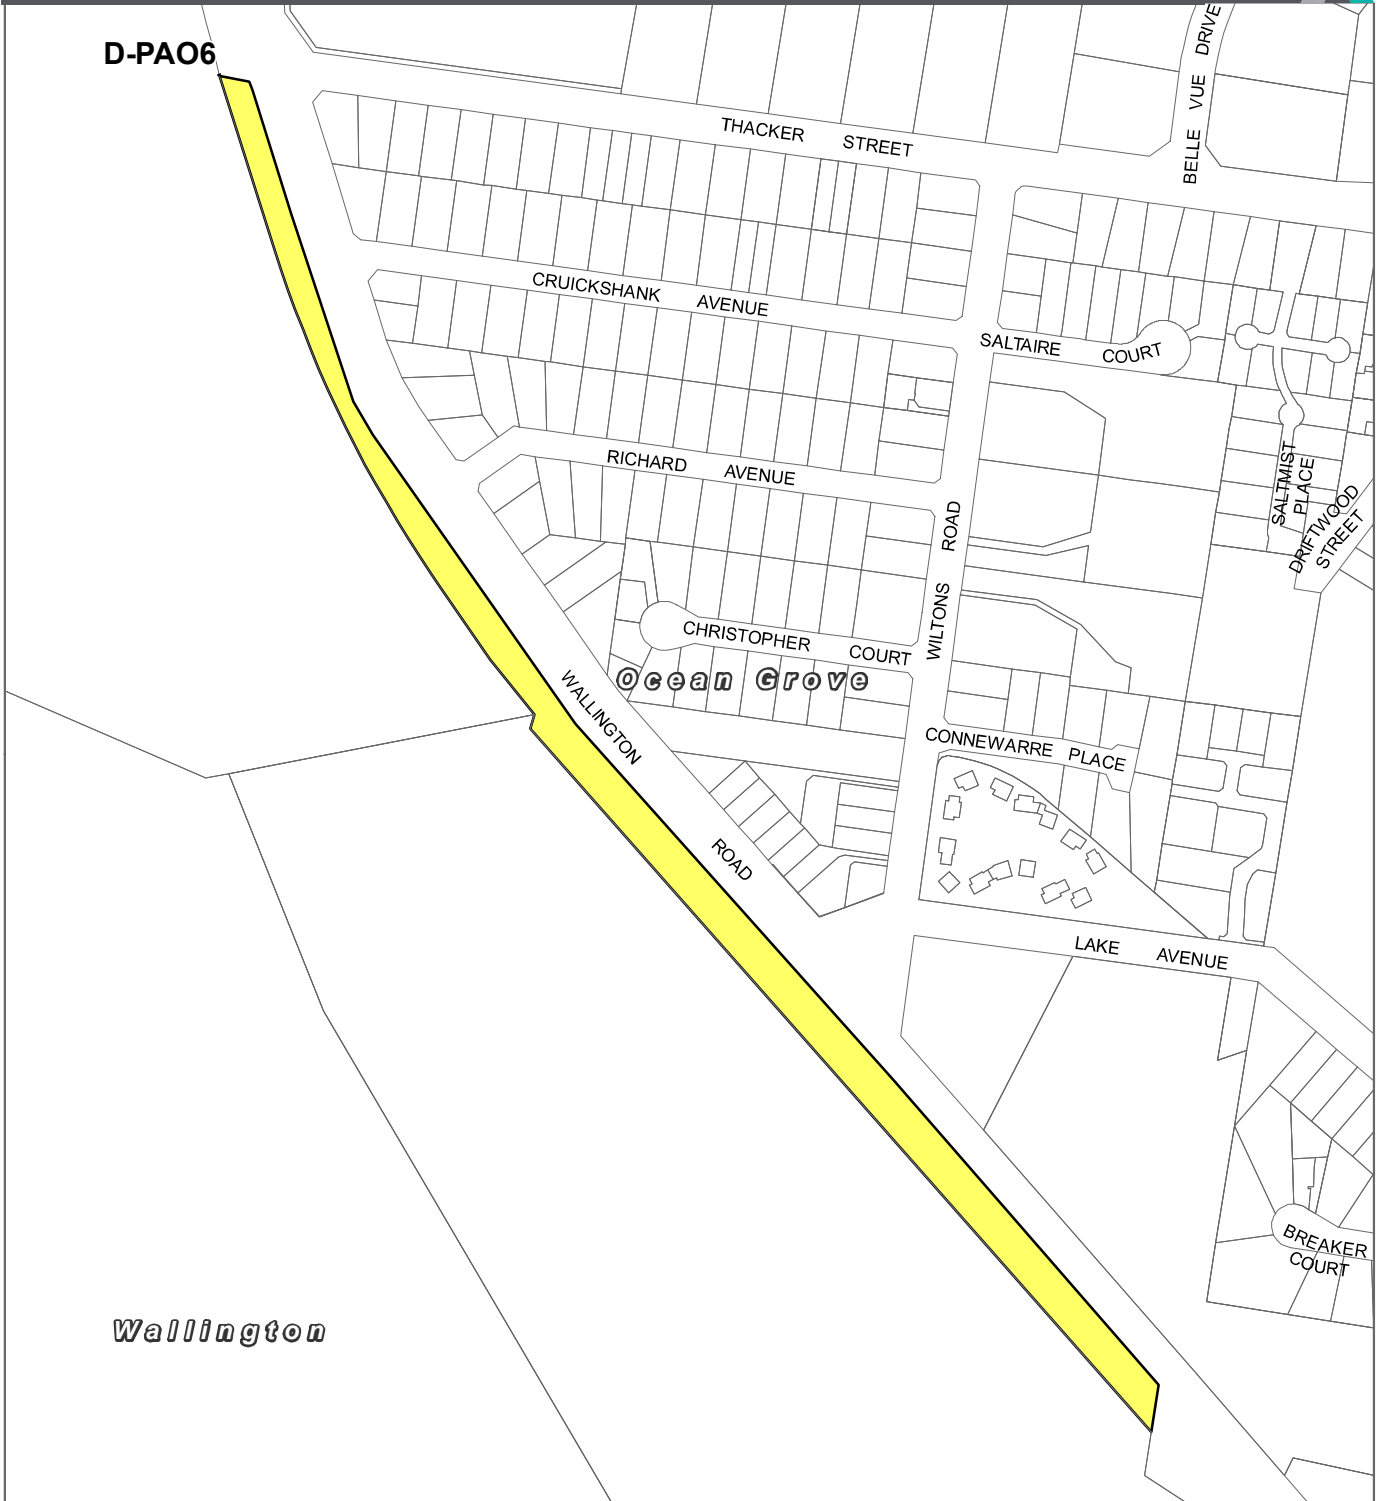 D-PAO6
BELLE VUE DRIVE
THACKER STREET
CRUICKSHANK AVENUE
SALTAIRE COURT
RICHARD AVENUE
SALTMIST
PLACE
DRIFTWOOD
STREET
WILTONS ROAD
CHRISTOPHER COURT
Ocean Grove
WALLINGTON ROAD
CONNEWARRE PLACE
LAKE AVENUE
BREAKER
COURT
Wallington